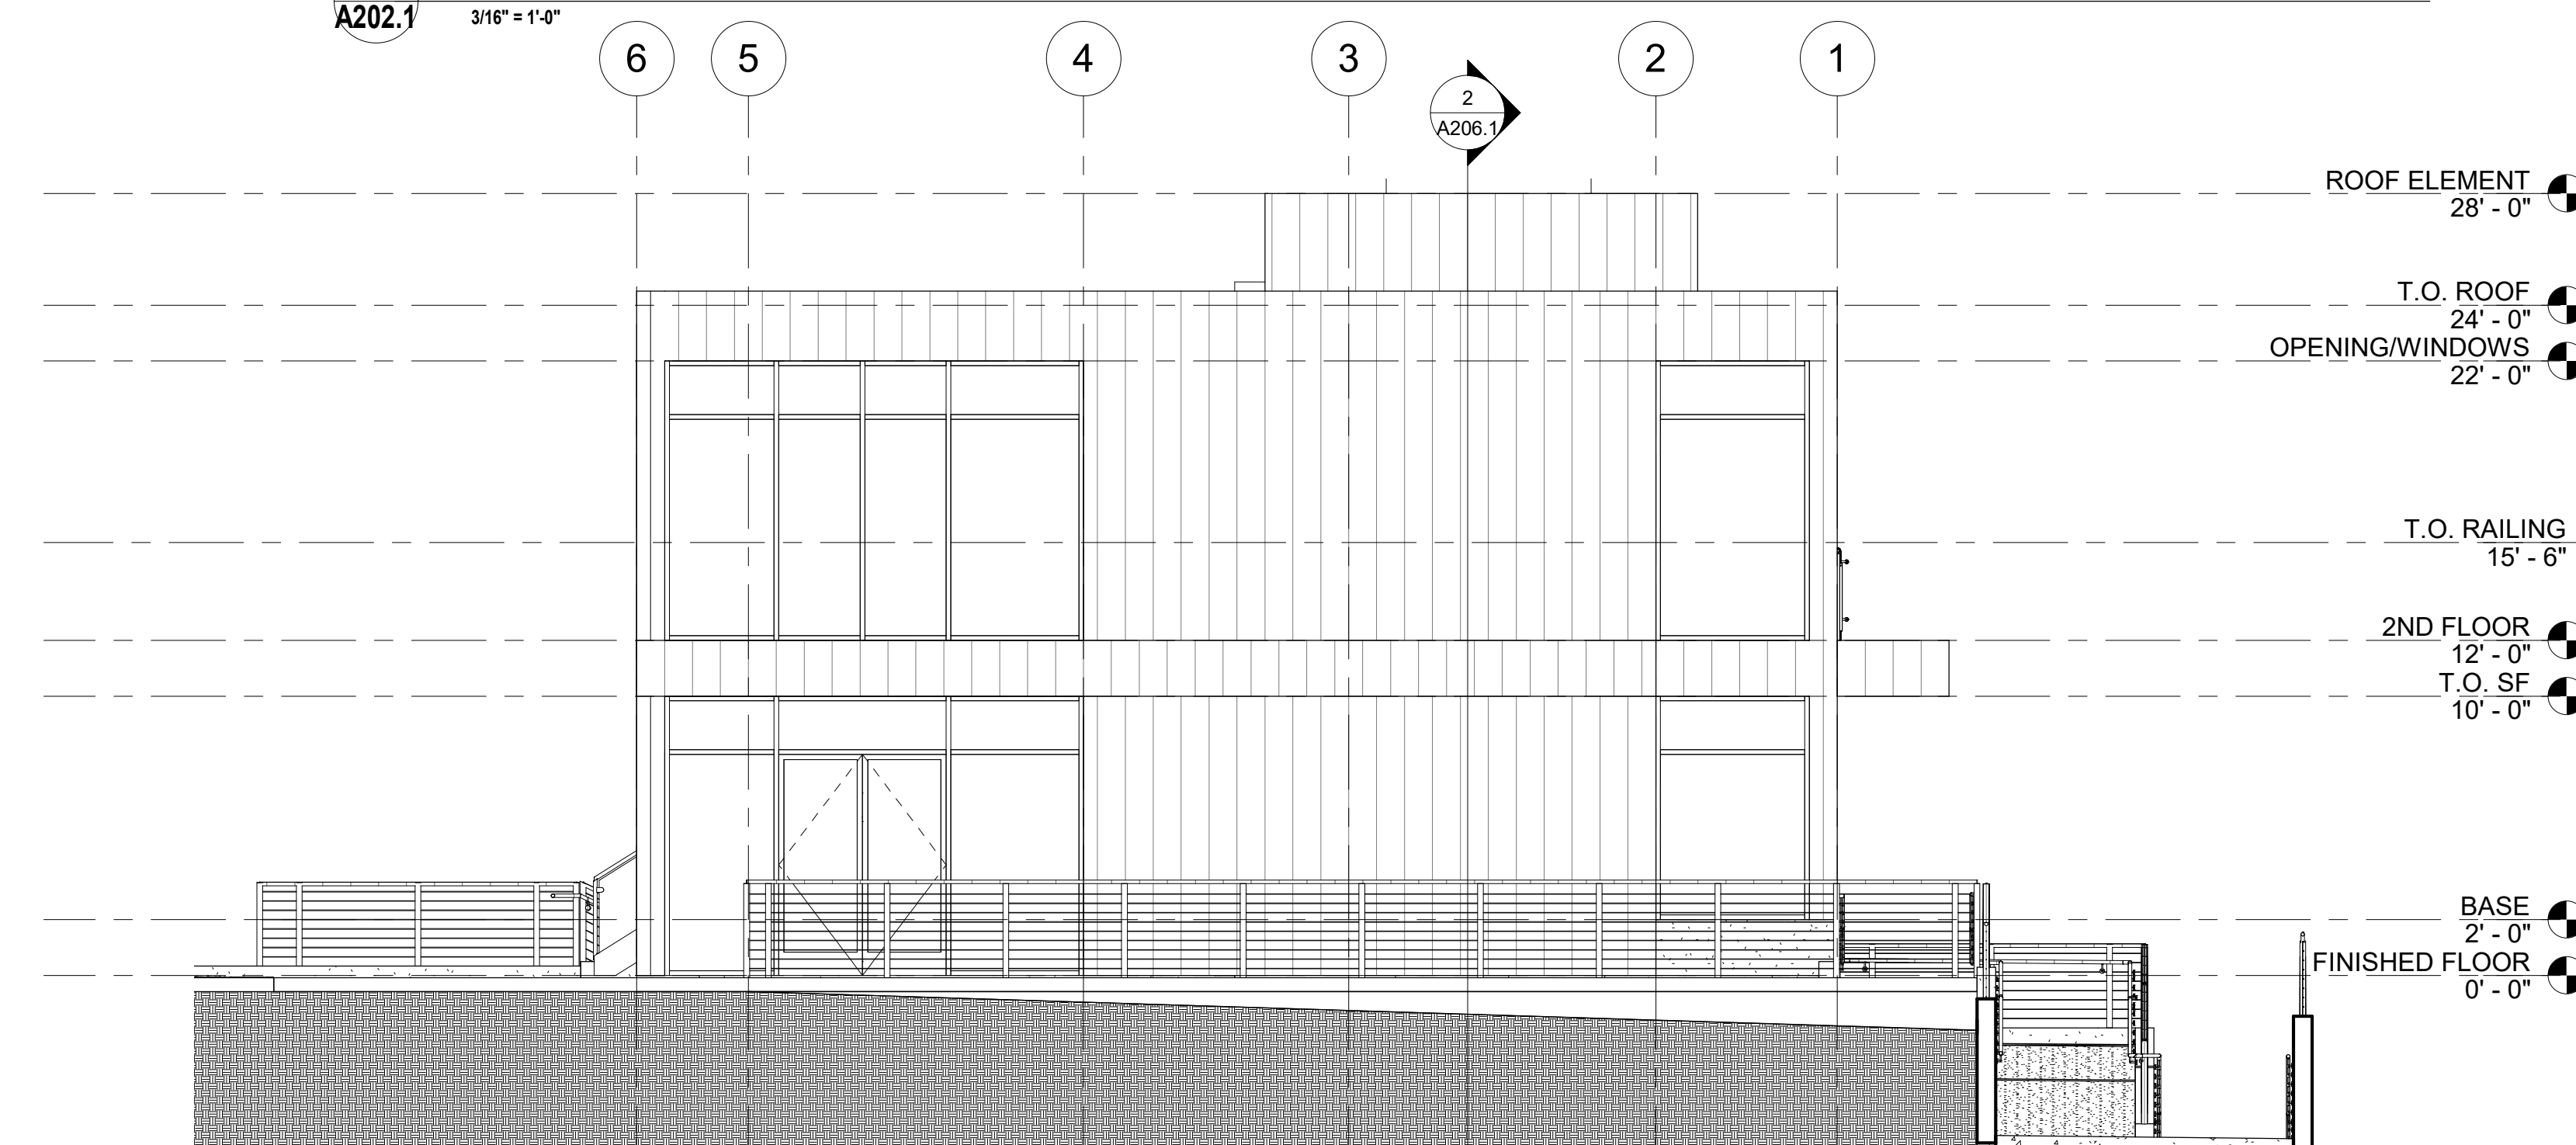 A202.1
3/16" = 1'-0"
6
5
4
3
2
1
2
A206.1
ROOF ELEMENT
28' - 0"
T.O. ROOF
24' - 0"
OPENING/WINDOWS
22' - 0"
T.O. RAILING
15' - 6"
2ND FLOOR
12' - 0"
T.O. SF
10' - 0"
BASE
2' - 0"
FINISHED FLOOR
0' - 0"